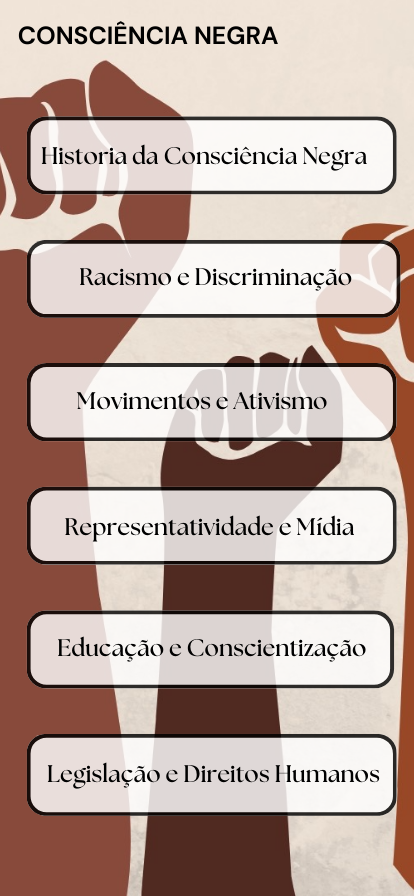 CONSCIÊNCIA NEGRA
Historia da Consciência Negra
Racismo e Discriminação
Movimentos e Ativismo
Representatividade e Mídia
Educação e Conscientização
Legislação e Direitos Humanos